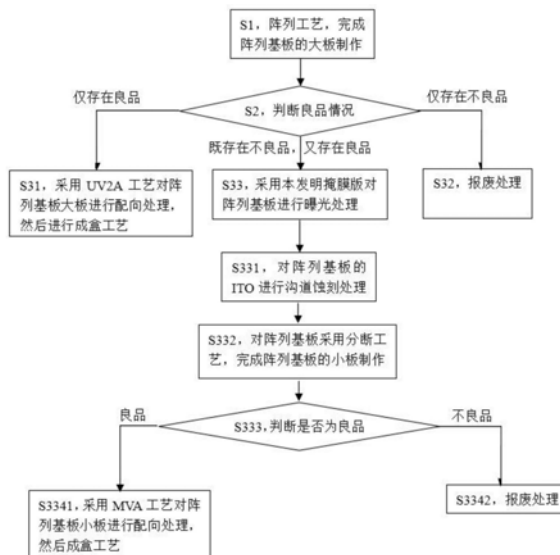 S1，阵列工艺，完成
阵列基板的大板制作
仅存在良品
S2，判断良品情况
仅存在不良品
既存在不良品，又存在良品
S31，采用 UV2A 工艺对阵
列基板大板进行配向处理，
然后进行成盒工艺
S33，采用本发明掩膜版对
阵列基板进行曝光处理
S32，报废处理
S331，对阵列基板的
ITO 进行沟道蚀刻处理
S332，对阵列基板采用分断工
艺，完成阵列基板的小板制作
良品
S333,判断是否为良品
不良品
S3341，采用 MVA 工艺对阵
列基板小板进行配向处理，
然后成盒工艺
S3342，报废处理